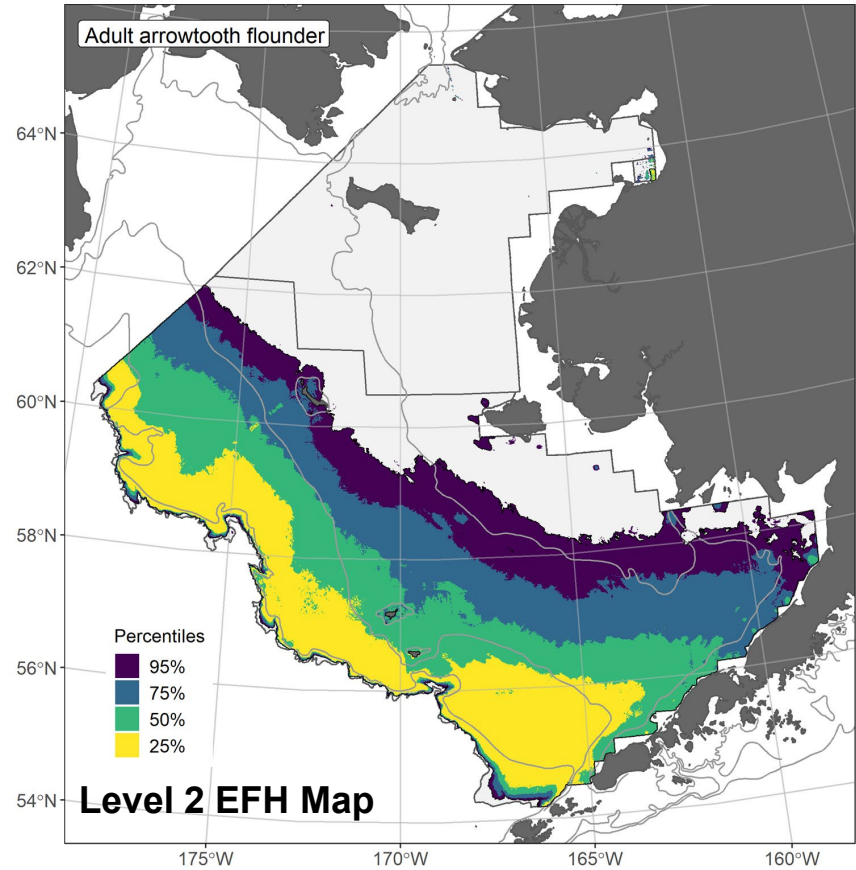 Adult arrowtooth flounder
64°N
62°N
60°N
58°N
56°N
54°N
Percentiles
95%
75%
50%
25%
Level 2 EFH Map
175°W
170°W
165°W
160°W